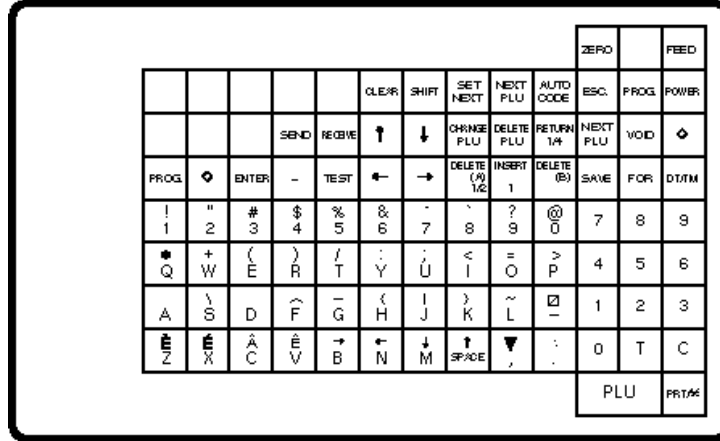 ZERO FEED
CLEAR SHIFT SET NEXT NEXT PLU AUTO CODE ESC. PROG. POWER
SEND RECEIVE ↑ ↓ CHANGE PLU DELETE PLU RETURN 1/4 NEXT PLU VOID ◇
PROG. ◇ ENTER – TEST ← → DELETE (A) 1/2 INSERT 1 DELETE (B) SAVE FOR DT/TM
! " # $ % & ' ` ? @
1 2 3 4 5 6 7 8 9 0 7 8 9
● + ( ) / : ; < = >
Q W E R T Y U I O P 4 5 6
\ ^ _ { | } ~
A S D F G H J K L – 1 2 3
È É Â Ê → ← ↓ ↑ ▼ :
Z X C V B N M SPACE , . 0 T C
PLU PRT/